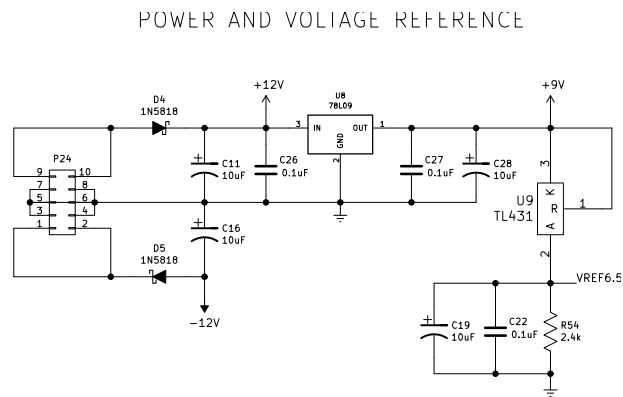 POWER AND VOLTAGE REFERENCE
+12V
+9V
D4
1N5818
U8
78L09
3 IN OUT 1
GND
2
P24
9 10
7 8
5 6
3 4
1 2
C11
10uF
C26
0.1uF
C27
0.1uF
C28
10uF
3
K
U9
TL431
R 1
A
2
C16
10uF
D5
1N5818
-12V
VREF6.5
C19
10uF
C22
0.1uF
R54
2.4k
+
+
+
+